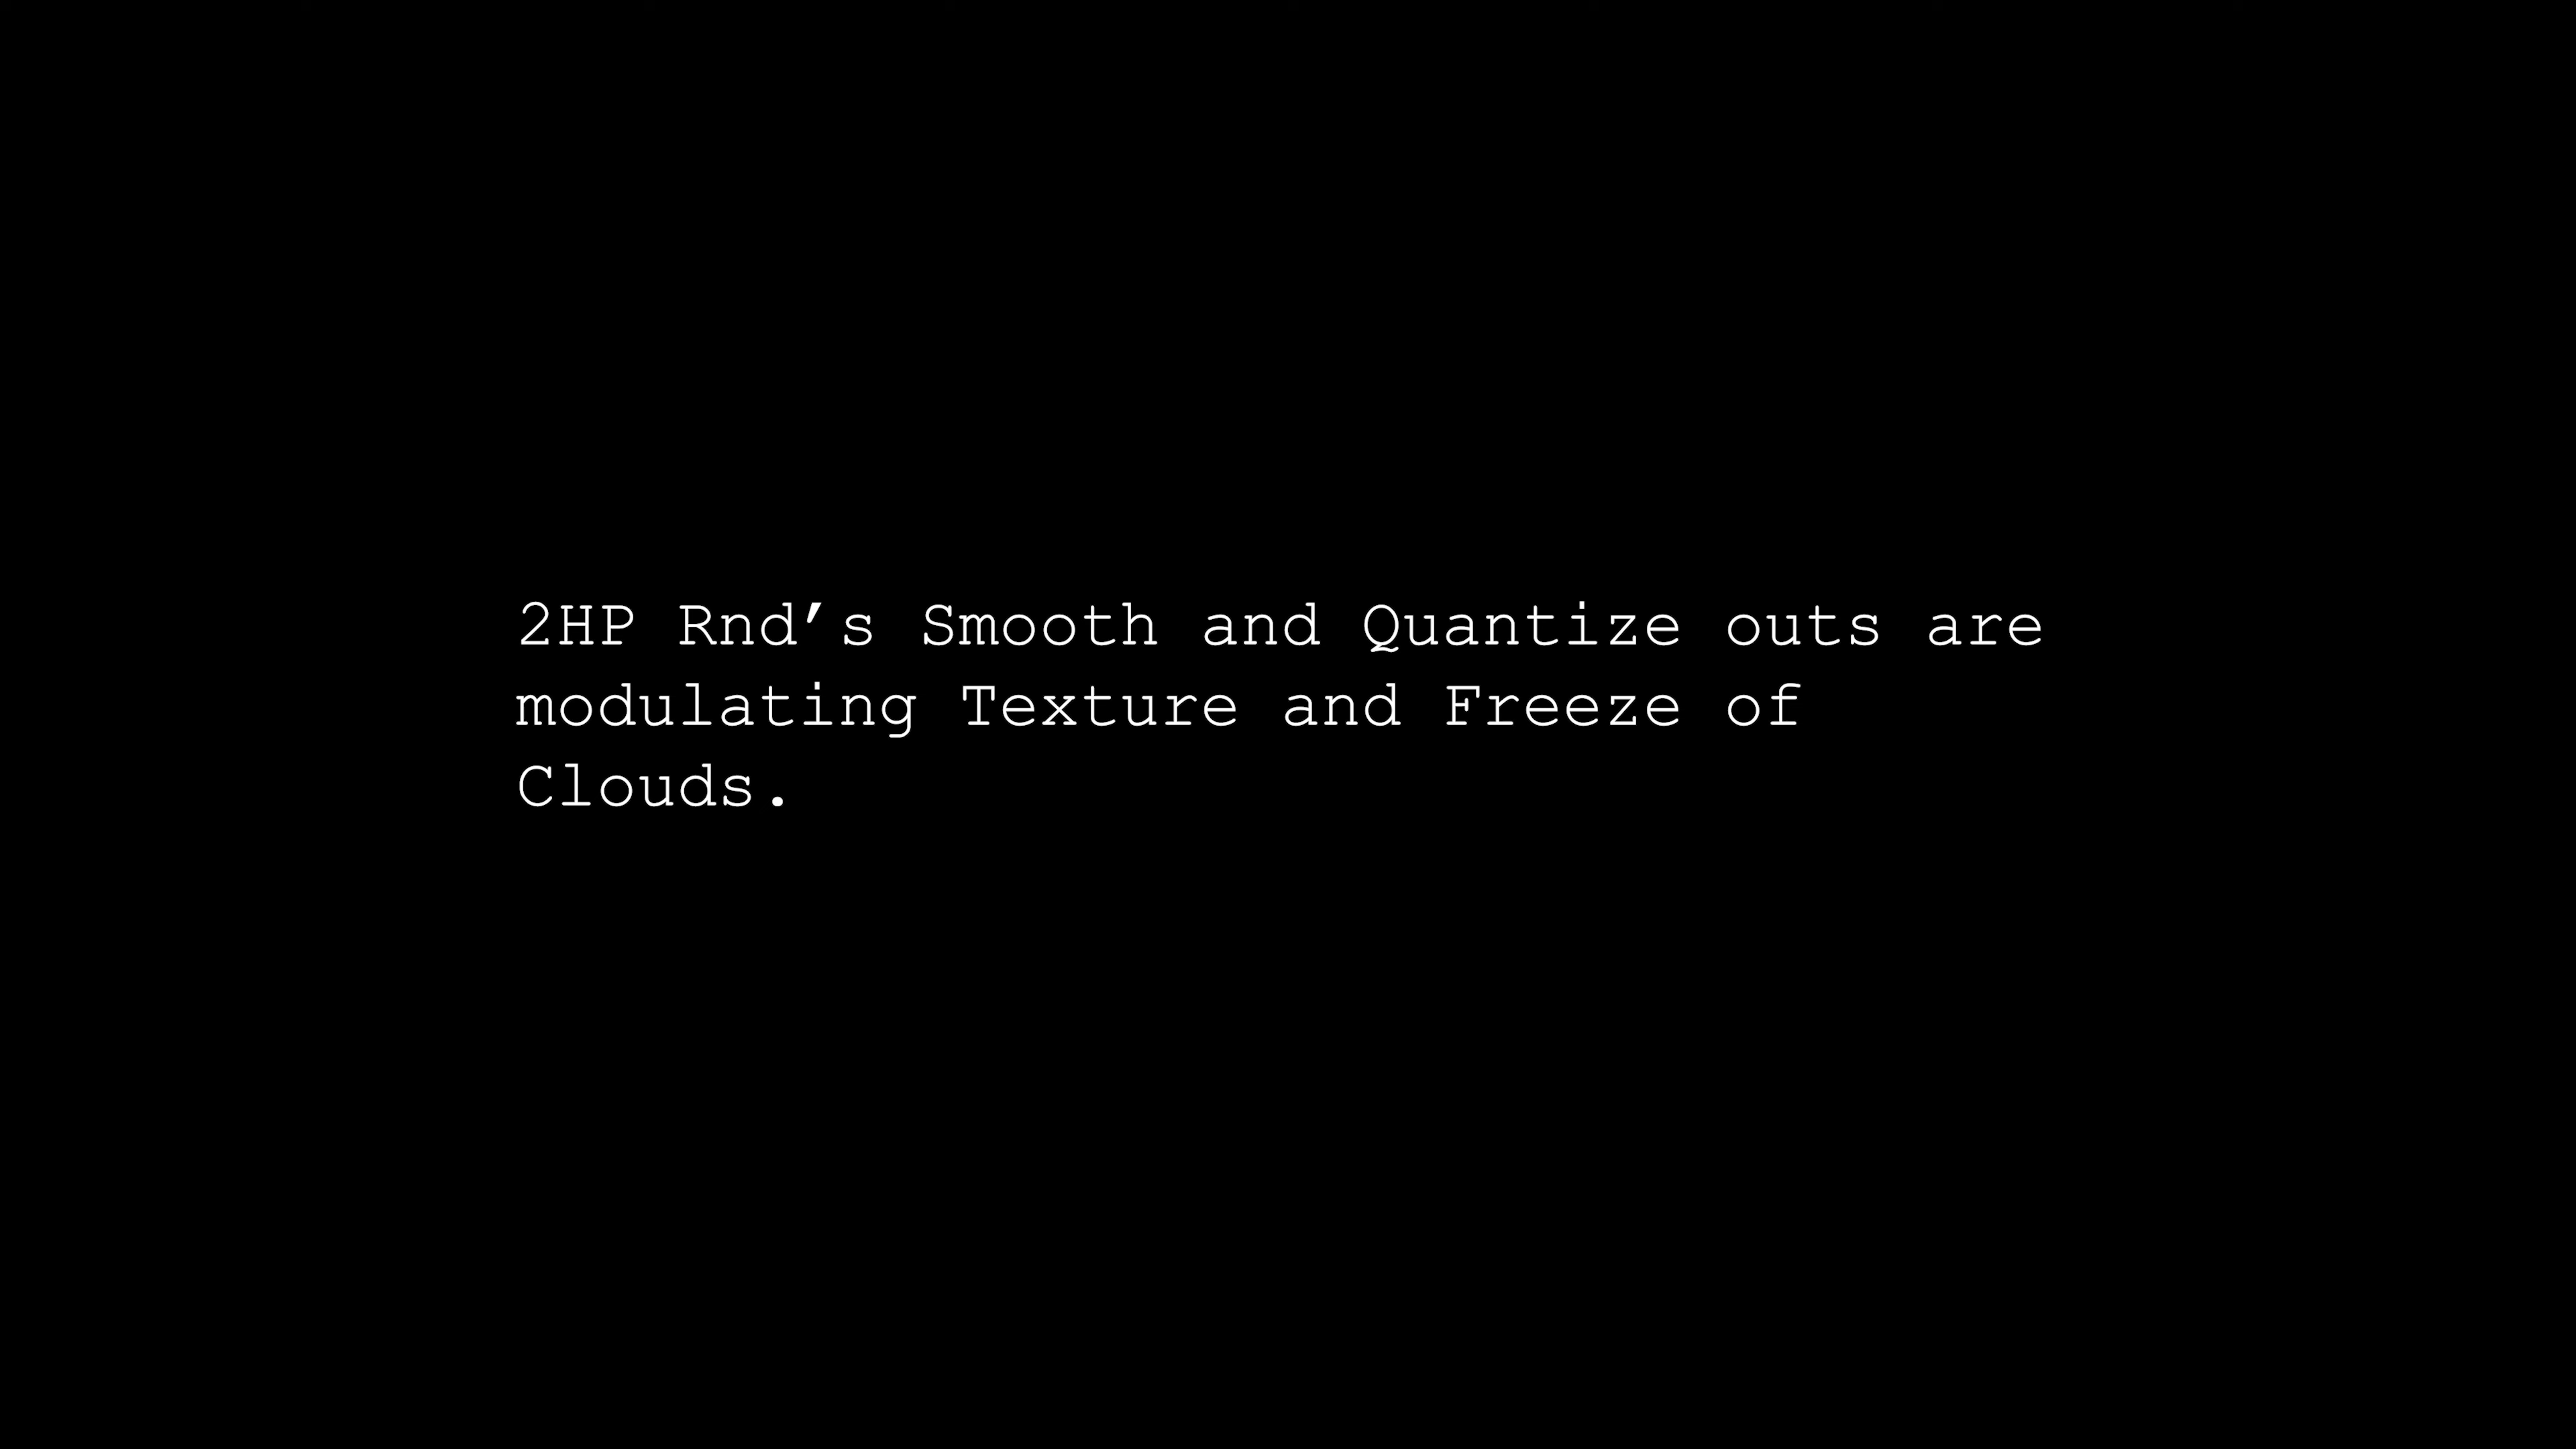 2HP Rnd’s Smooth and Quantize outs are
modulating Texture and Freeze of
Clouds.